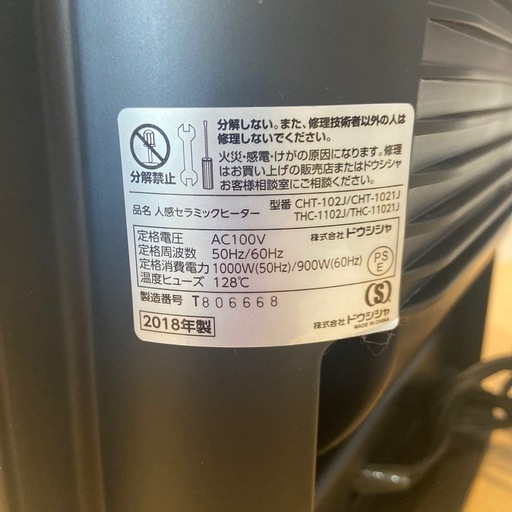 分解禁止
分解しない。また、修理技術者以外の人は
修理しないでください。
火災・感電・けがの原因になります。修理
はお買い上げの販売店またはドウシシャ
お客様相談室にご相談ください。
品名 人感セラミックヒーター
型番 CHT-102J/CHT-1021J
THC-1102J/THC-11021J
定格電圧 AC100V
株式会社ドウシシャ
定格周波数 50Hz/60Hz
定格消費電力 1000W(50Hz)/900W(60Hz)
温度ヒューズ 128℃
PS
E
製造番号 T806668
2018年製
S
株式会社ドウシシャ
MADE IN CHINA